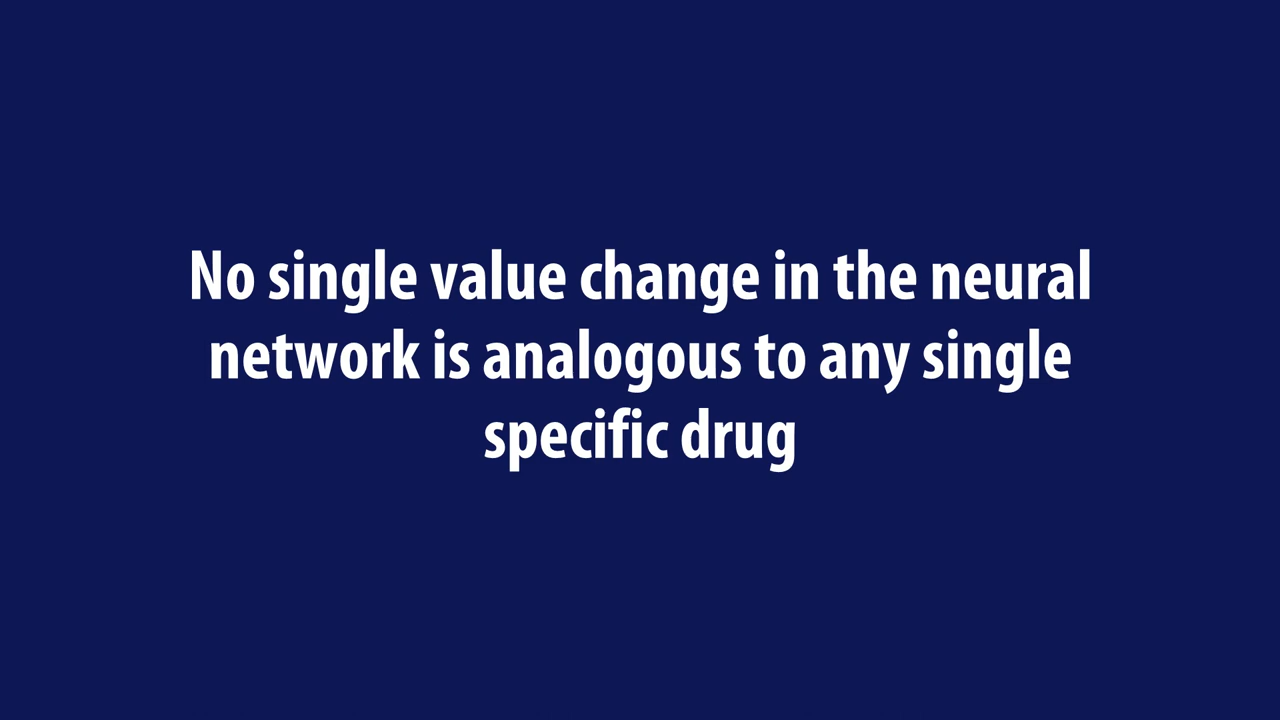 No single value change in the neural
network is analogous to any single
specific drug